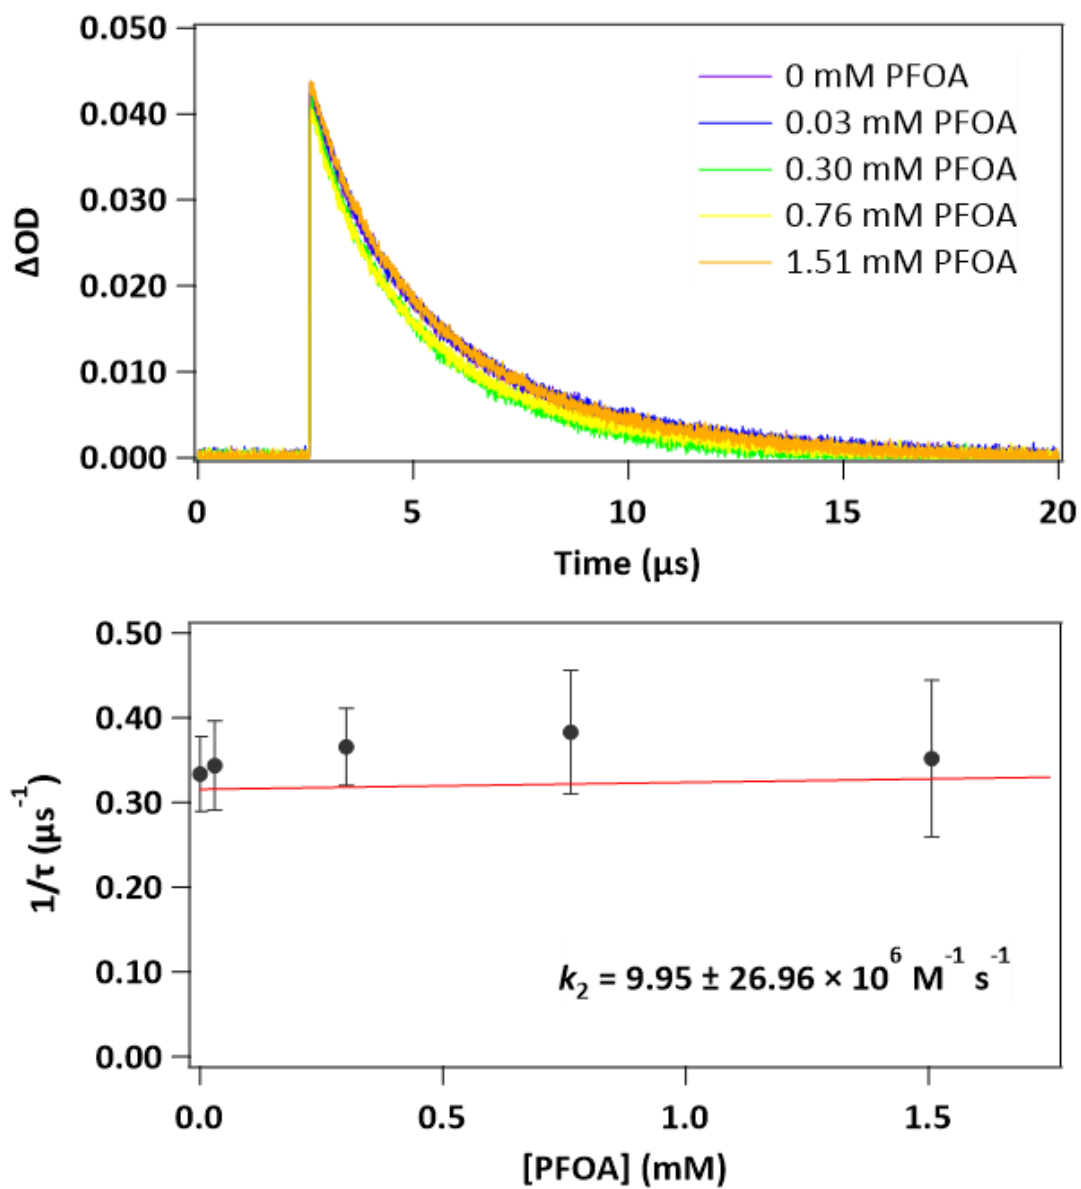 0.050
0.040
0.030
0.020
0.010
0.000
ΔOD
0 mM PFOA
0.03 mM PFOA
0.30 mM PFOA
0.76 mM PFOA
1.51 mM PFOA
0 5 10 15 20
Time (μs)
0.50
0.40
0.30
0.20
0.10
0.00
1/τ (μs⁻¹)
k₂ = 9.95 ± 26.96 × 10⁶ M⁻¹ s⁻¹
0.0 0.5 1.0 1.5
[PFOA] (mM)